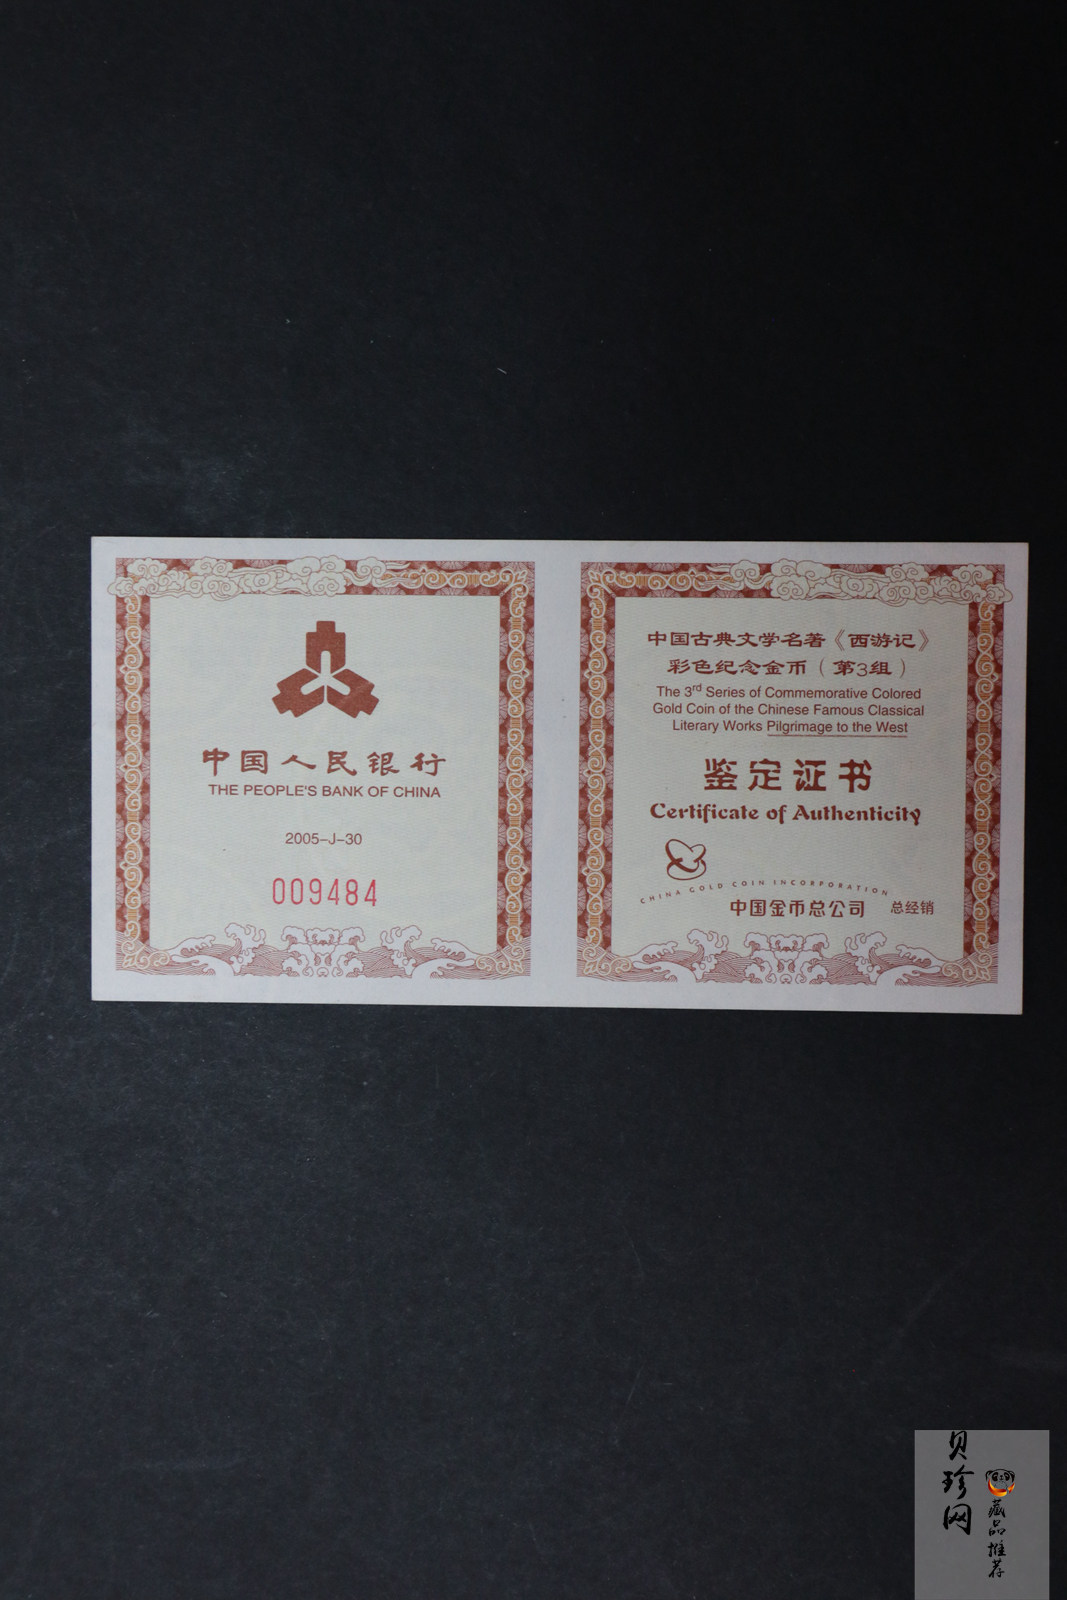 中国人民银行
THE PEOPLE'S BANK OF CHINA
2005-J-30
009484
中国古典文学名著《西游记》
彩色纪念金币（第3组）
The 3rd Series of Commemorative Colored
Gold Coin of the Chinese Famous Classical
Literary Works Pilgrimage to the West
鉴定证书
Certificate of Authenticity
CHINA GOLD COIN INCORPORATION
中国金币总公司 总经销
贝珍网
藏品推荐